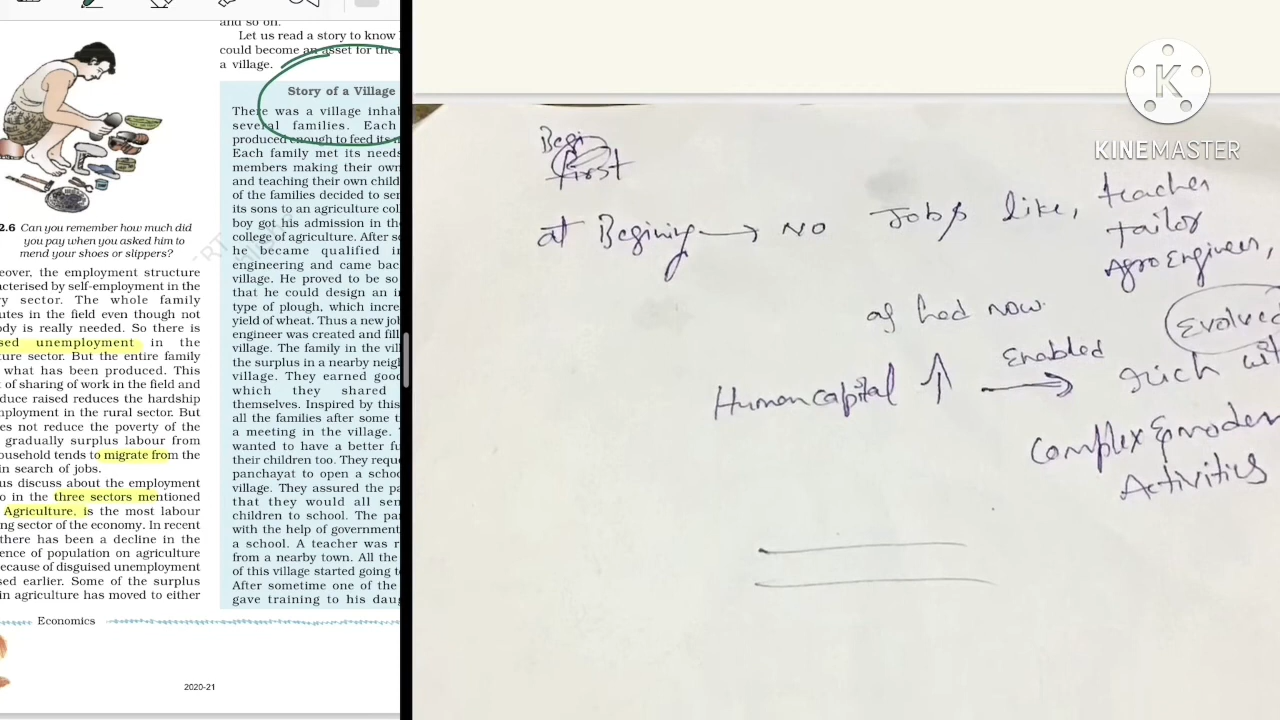 and so on.
Let us read a story to know
could become an asset for the
a village.
Story of a Village
There was a village inhab
several families. Each
produced enough to feed its
Each family met its needs
members making their own
and teaching their own child
of the families decided to sen
its sons to an agriculture col
boy got his admission in th
college of agriculture. After so
he became qualified in
engineering and came bac
village. He proved to be so
that he could design an i
type of plough, which incre
yield of wheat. Thus a new jo
engineer was created and fill
village. The family in the vil
the surplus in a nearby neig
village. They earned goo
which they shared
themselves. Inspired by this
all the families after some t
a meeting in the village.
wanted to have a better fu
their children too. They reque
panchayat to open a schoo
village. They assured the pa
that they would all sen
children to school. The pa
with the help of government
a school. A teacher was r
from a nearby town. All the
of this village started going t
After sometime one of the
gave training to his daug
2.6 Can you remember how much did
you pay when you asked him to
mend your shoes or slippers?
eover, the employment structure
acterised by self-employment in the
ry sector. The whole family
utes in the field even though not
ody is really needed. So there is
sed unemployment in the
ture sector. But the entire family
what has been produced. This
t of sharing of work in the field and
duce raised reduces the hardship
mployment in the rural sector. But
es not reduce the poverty of the
gradually surplus labour from
ousehold tends to migrate from the
in search of jobs.
us discuss about the employment
o in the three sectors mentioned
Agriculture, is the most labour
ng sector of the economy. In recent
there has been a decline in the
ence of population on agriculture
ecause of disguised unemployment
sed earlier. Some of the surplus
in agriculture has moved to either
Economics
2020-21
K
KINEMASTER
Begi
first
at Begining → NO Jobs like, teacher
tailor
AgroEngineer,
as had now
Evolved
Humancapital ↑ Enabled → rich wit
Complex & moder
Activities